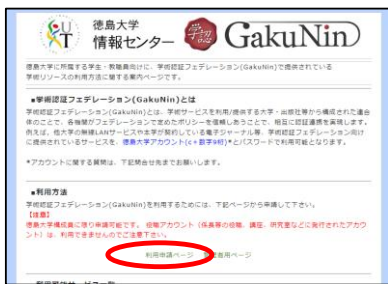 徳島大学
情報センター
学認
GakuNin
徳島大学に所属する学生・教職員向けに、学術認証フェデレーション(GakuNin)で提供されている
学術リソースの利用方法に関する案内ページです。
■学術認証フェデレーション(GakuNin)とは
学術認証フェデレーション(GakuNin)とは、学術サービスを利用/提供する大学・出版社等から構成された連合
体のことで、各機関がフェデレーションで定めたポリシーを信頼しあうことで、相互に認証連携を実現します。
例えば、他大学の無線LANサービスや本学が契約している電子ジャーナル等、学術認証フェデレーション向け
に提供されているサービスを、徳島大学アカウント(c+数字9桁)*とパスワードで利用可能となります。
*アカウントに関する質問は、下記問合せ先までお願いします。
■利用方法
学術認証フェデレーション(GakuNin)を利用するためには、下記ページから申請して下さい。
【注意】
徳島大学構成員に限り申請可能です。 役職アカウント（係長等の役職、講座、研究室などに発行されたアカウ
ント）は、利用できませんのでご注意下さい。
利用申請ページ